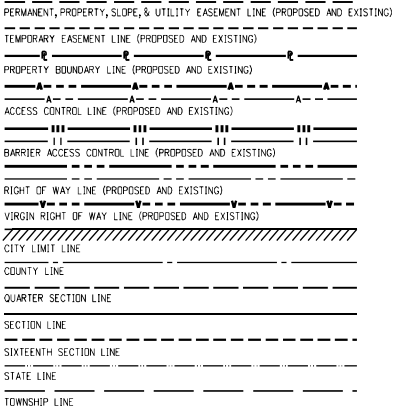 PERMANENT, PROPERTY, SLOPE, & UTILITY EASEMENT LINE (PROPOSED AND EXISTING)
TEMPORARY EASEMENT LINE (PROPOSED AND EXISTING)
℄ ℄ ℄ ℄
PROPERTY BOUNDARY LINE (PROPOSED AND EXISTING)
A A A A
A A A A
ACCESS CONTROL LINE (PROPOSED AND EXISTING)
BARRIER ACCESS CONTROL LINE (PROPOSED AND EXISTING)
RIGHT OF WAY LINE (PROPOSED AND EXISTING)
V V V V
VIRGIN RIGHT OF WAY LINE (PROPOSED AND EXISTING)
CITY LIMIT LINE
COUNTY LINE
QUARTER SECTION LINE
SECTION LINE
SIXTEENTH SECTION LINE
STATE LINE
TOWNSHIP LINE